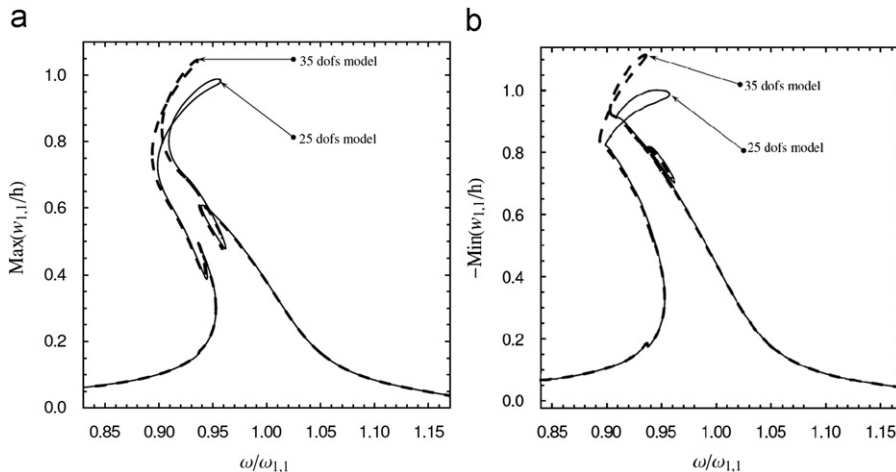 a
Max(w1,1/h)
1.0
0.8
0.6
0.4
0.2
0.0
35 dofs model
25 dofs model
0.85 0.90 0.95 1.00 1.05 1.10 1.15
ω/ω1,1
b
−Min(w1,1/h)
1.0
0.8
0.6
0.4
0.2
0.0
35 dofs model
25 dofs model
0.85 0.90 0.95 1.00 1.05 1.10 1.15
ω/ω1,1